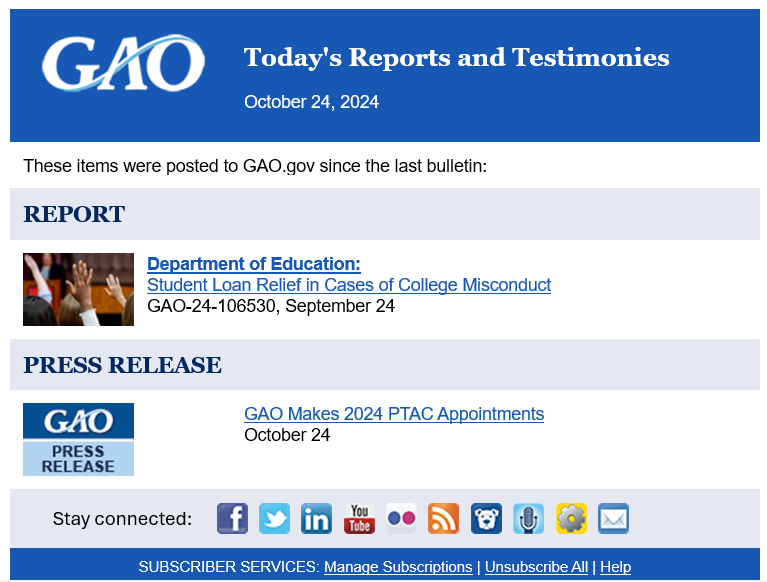 GAO
Today's Reports and Testimonies
October 24, 2024
These items were posted to GAO.gov since the last bulletin:
REPORT
Department of Education:
Student Loan Relief in Cases of College Misconduct
GAO-24-106530, September 24
PRESS RELEASE
GAO
PRESS
RELEASE
GAO Makes 2024 PTAC Appointments
October 24
Stay connected:
f
in
You
Tube
SUBSCRIBER SERVICES: Manage Subscriptions | Unsubscribe All | Help